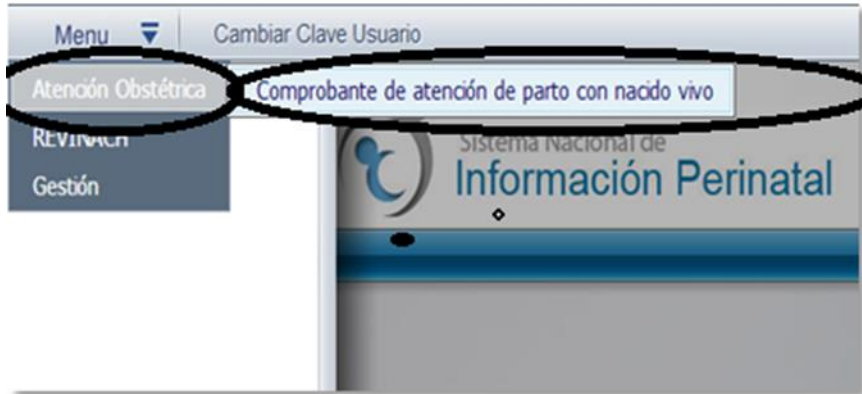 Menu Cambiar Clave Usuario
Atención Obstétrica Comprobante de atención de parto con nacido vivo
REVINACH Sistema Nacional de
Información Perinatal
Gestión